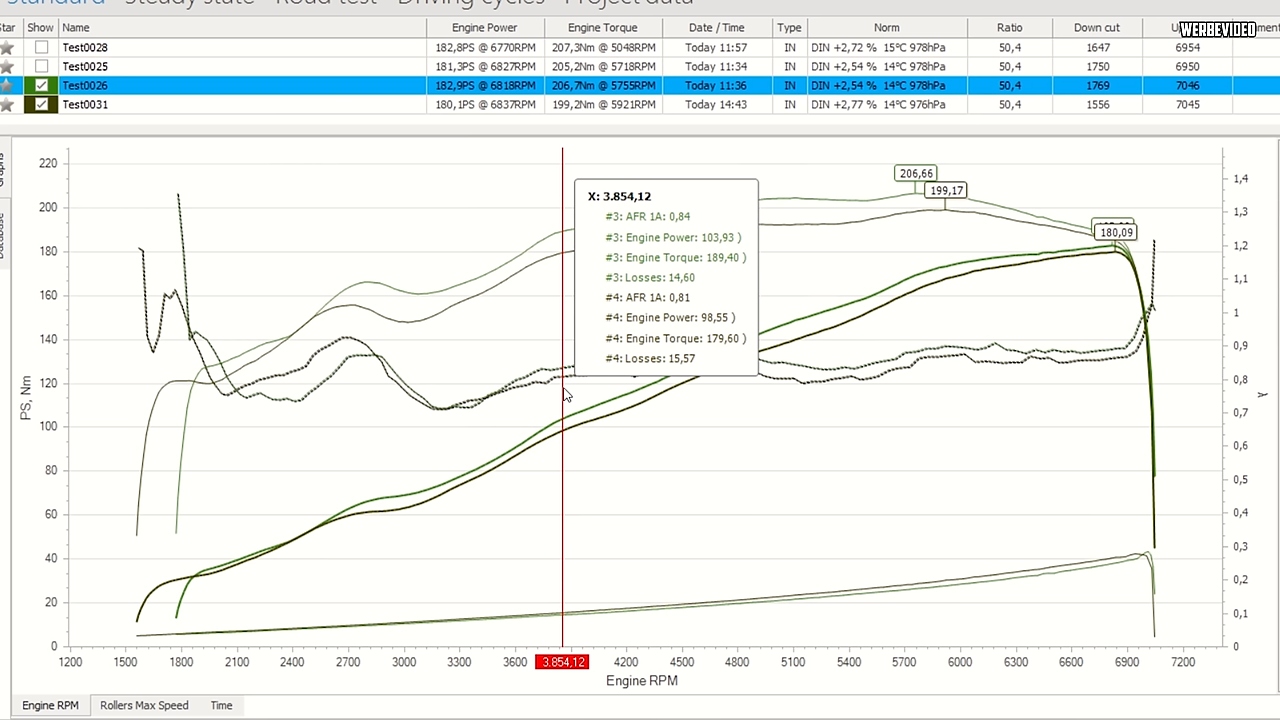 Standard Steady state Road test Driving cycles Project data
WERBEVIDEO
Star Show Name Engine Power Engine Torque Date / Time Type Norm Ratio Down cut
Test0028 182,8PS @ 6770RPM 207,3Nm @ 5048RPM Today 11:57 IN DIN +2,72 % 15°C 978hPa 50,4 1647 6954
Test0025 181,3PS @ 6827RPM 205,2Nm @ 5718RPM Today 11:34 IN DIN +2,54 % 14°C 978hPa 50,4 1750 6950
Test0026 182,9PS @ 6818RPM 206,7Nm @ 5755RPM Today 11:36 IN DIN +2,54 % 14°C 978hPa 50,4 1769 7046
Test0031 180,1PS @ 6837RPM 199,2Nm @ 5921RPM Today 14:43 IN DIN +2,77 % 14°C 976hPa 50,4 1556 7045
Graphs
Database
PS, Nm
220
200
180
160
140
120
100
80
60
40
20
0
206,66
199,17
180,09
X: 3.854,12
#3: AFR 1A: 0,84
#3: Engine Power: 103,93 )
#3: Engine Torque: 189,40 )
#3: Losses: 14,60
#4: AFR 1A: 0,81
#4: Engine Power: 98,55 )
#4: Engine Torque: 179,60 )
#4: Losses: 15,57
1,4
1,3
1,2
1,1
1
0,9
0,8
0,7
0,6
0,5
0,4
0,3
0,2
0,1
0
λ
1200 1500 1800 2100 2400 2700 3000 3300 3600 3.854,12 4200 4500 4800 5100 5400 5700 6000 6300 6600 6900 7200
Engine RPM
Engine RPM Rollers Max Speed Time